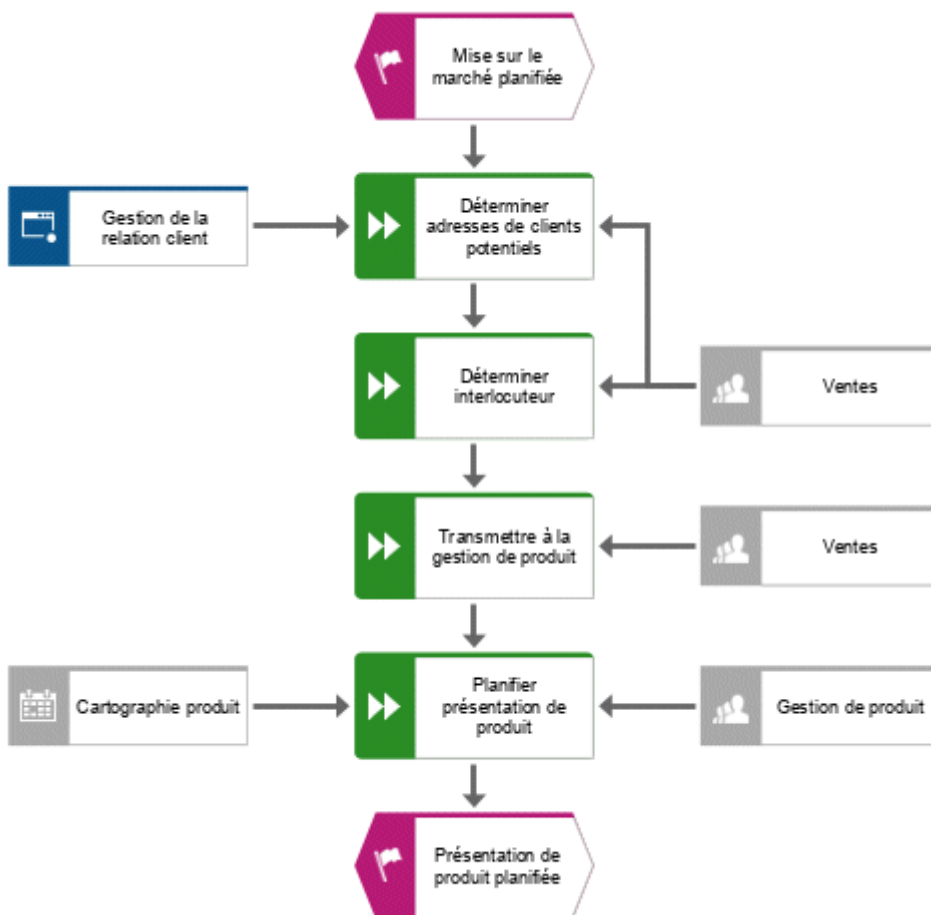 Mise sur le
marché planifiée
Gestion de la
relation client
Déterminer
adresses de clients
potentiels
Déterminer
interlocuteur
Ventes
Transmettre à la
gestion de produit
Ventes
Cartographie produit
Planifier
présentation de
produit
Gestion de produit
Présentation de
produit planifiée